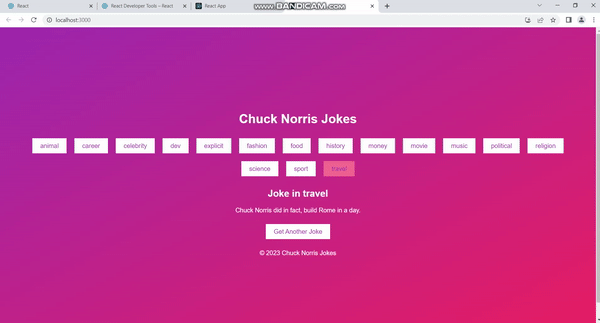 React
React Developer Tools – React
React App
www.BANDICAM.com
localhost:3000
Chuck Norris Jokes
animal career celebrity dev explicit fashion food history money movie music political religion
science sport travel
Joke in travel
Chuck Norris did in fact, build Rome in a day.
Get Another Joke
© 2023 Chuck Norris Jokes